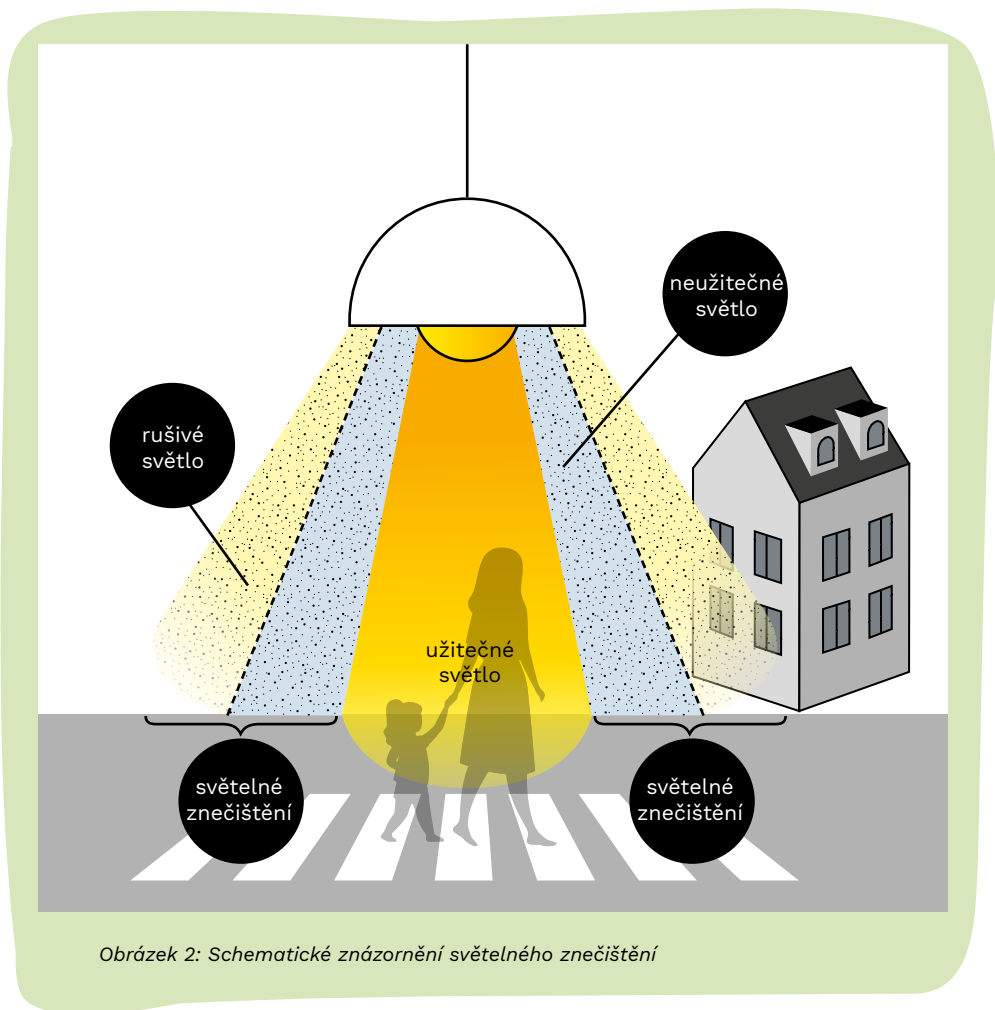 neužitečné
světlo
rušivé
světlo
užitečné
světlo
světelné
znečištění
světelné
znečištění
Obrázek 2: Schematické znázornění světelného znečištění